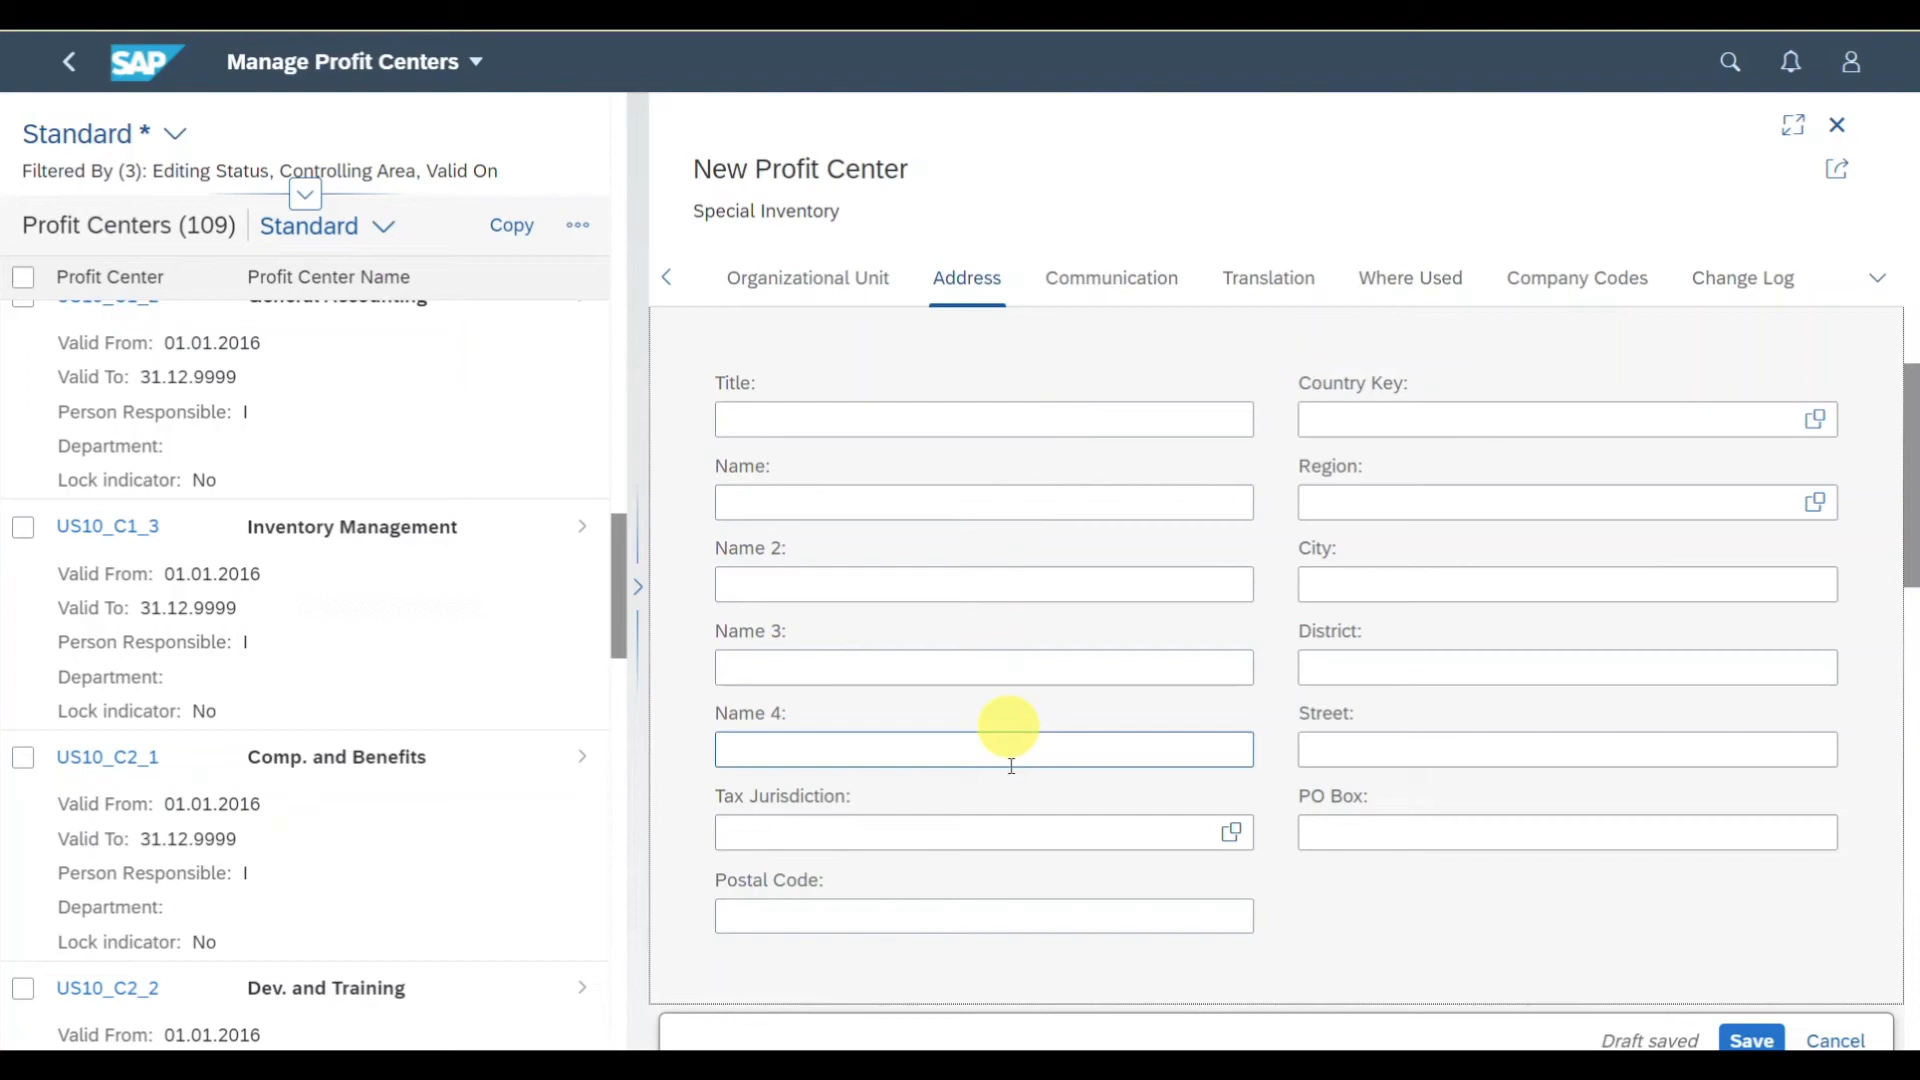 SAP Manage Profit Centers
Standard *
Filtered By (3): Editing Status, Controlling Area, Valid On
Profit Centers (109) Standard Copy
Profit Center Profit Center Name
General Accounting
Valid From: 01.01.2016
Valid To: 31.12.9999
Person Responsible: I
Department:
Lock indicator: No
US10_C1_3 Inventory Management
Valid From: 01.01.2016
Valid To: 31.12.9999
Person Responsible: I
Department:
Lock indicator: No
US10_C2_1 Comp. and Benefits
Valid From: 01.01.2016
Valid To: 31.12.9999
Person Responsible: I
Department:
Lock indicator: No
US10_C2_2 Dev. and Training
Valid From: 01.01.2016
New Profit Center
Special Inventory
Organizational Unit Address Communication Translation Where Used Company Codes Change Log
Title:
Name:
Name 2:
Name 3:
Name 4:
Tax Jurisdiction:
Postal Code:
Country Key:
Region:
City:
District:
Street:
PO Box:
Draft saved Save Cancel